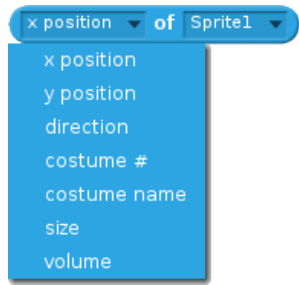 x position of Sprite1
x position
y position
direction
costume #
costume name
size
volume